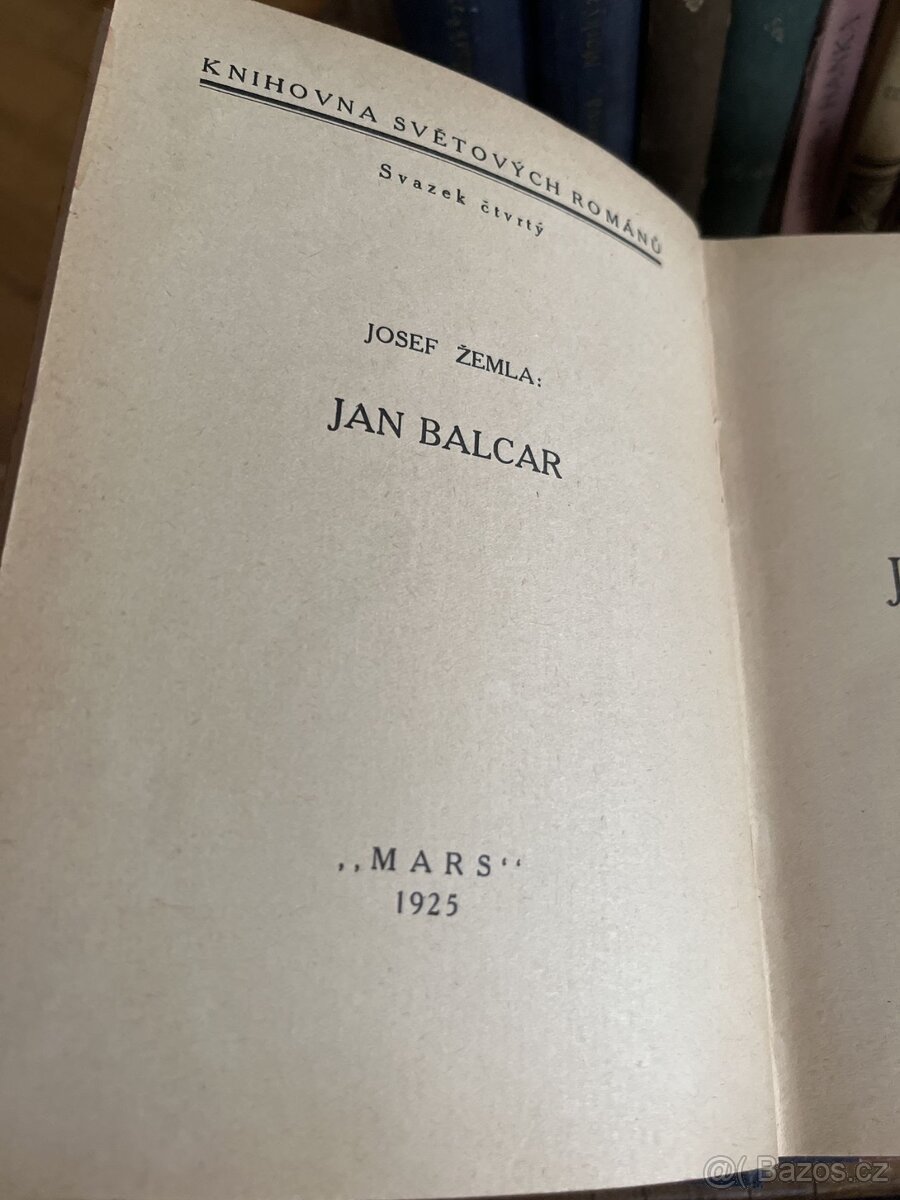 KNIHOVNA SVĚTOVÝCH ROMÁNŮ
Svazek čtvrtý
JOSEF ŽEMLA:
JAN BALCAR
,,MARS‘‘
1925
J
@( Bazos.cz